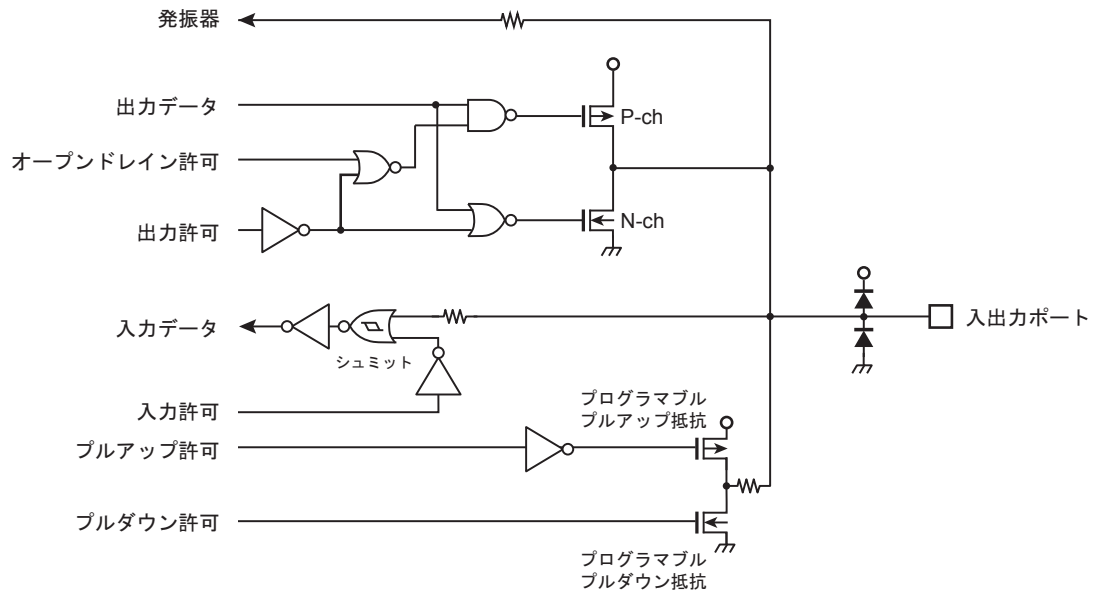 発振器
出力データ
P-ch
オープンドレイン許可
N-ch
出力許可
入力データ
シュミット
入出力ポート
入力許可
プログラマブル
プルアップ抵抗
プルアップ許可
プルダウン許可
プログラマブル
プルダウン抵抗